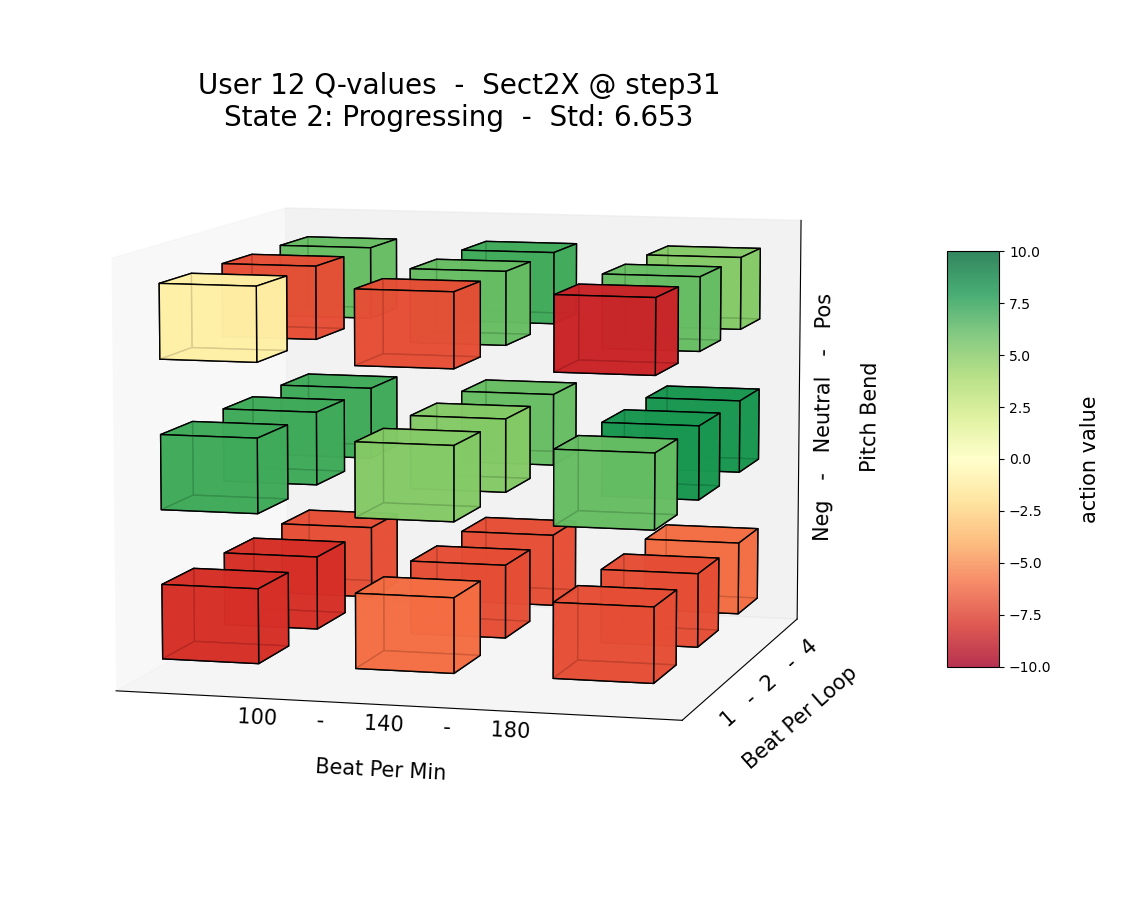 User 12 Q-values - Sect2X @ step31
State 2: Progressing - Std: 6.653
Neg - Neutral - Pos
Pitch Bend
1 - 2 - 4
Beat Per Loop
100 - 140 - 180
Beat Per Min
10.0
7.5
5.0
2.5
0.0
−2.5
−5.0
−7.5
−10.0
action value